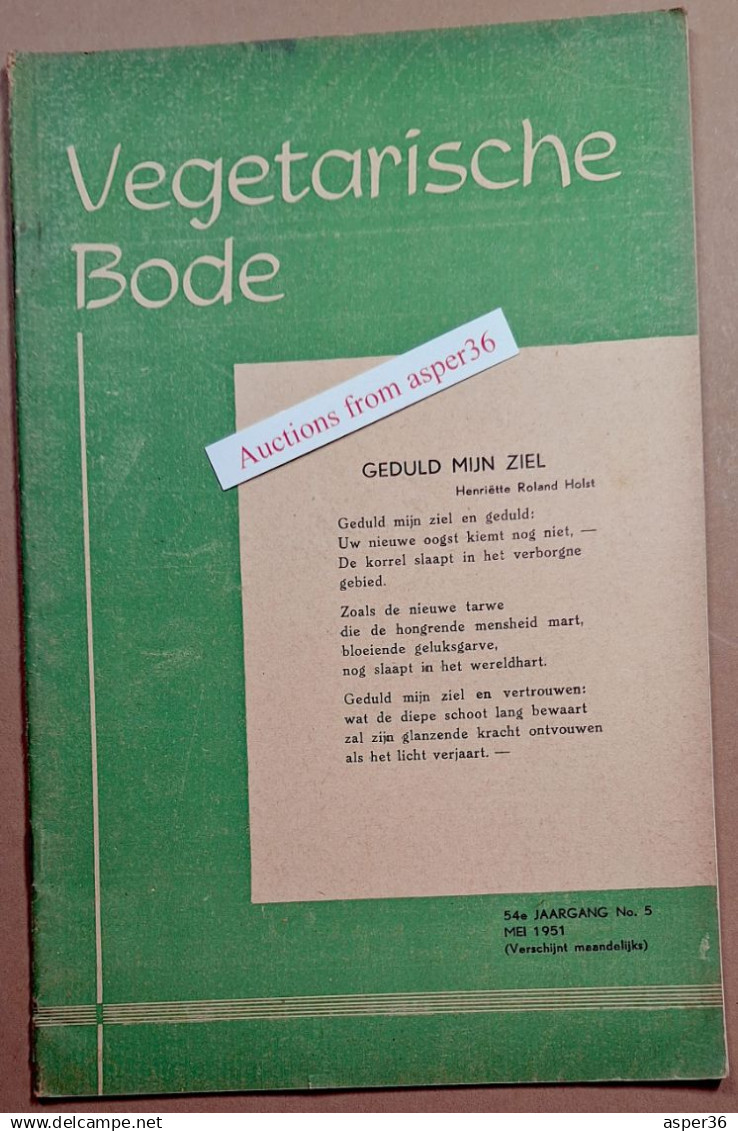 Vegetarische
Bode
Auctions from asper36
GEDULD MIJN ZIEL
Henriëtte Roland Holst
Geduld mijn ziel en geduld:
Uw nieuwe oogst kiemt nog niet, —
De korrel slaapt in het verborgne
gebied.
Zoals de nieuwe tarwe
die de hongrende mensheid mart,
bloeiende geluksgarve,
nog slaapt in het wereldhart.
Geduld mijn ziel en vertrouwen:
wat de diepe schoot lang bewaart
zal zijn glanzende kracht ontvouwen
als het licht verjaart. —
54e JAARGANG No. 5
MEI 1951
(Verschijnt maandelijks)
asper36